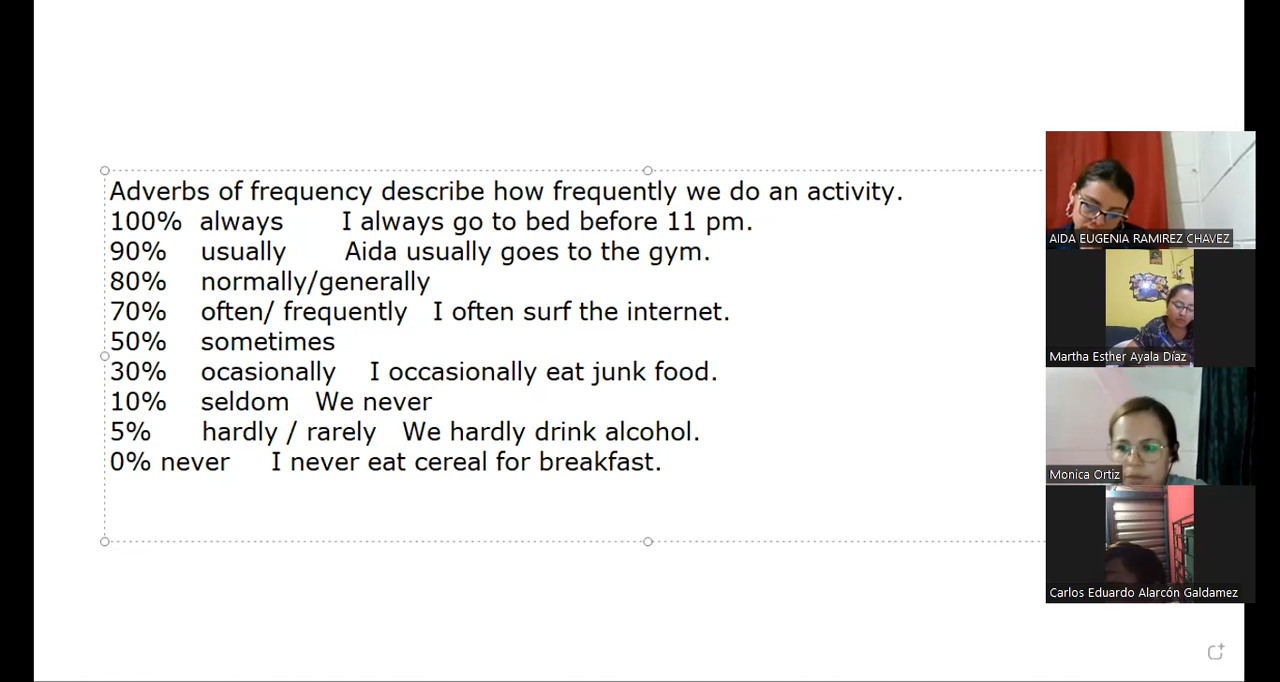 Adverbs of frequency describe how frequently we do an activity.
100% always I always go to bed before 11 pm.
90% usually Aida usually goes to the gym.
80% normally/generally
70% often/ frequently I often surf the internet.
50% sometimes
30% ocasionally I occasionally eat junk food.
10% seldom We never
5% hardly / rarely We hardly drink alcohol.
0% never I never eat cereal for breakfast.
AIDA EUGENIA RAMIREZ CHAVEZ
Martha Esther Ayala Díaz
Monica Ortiz
Carlos Eduardo Alarcón Galdamez